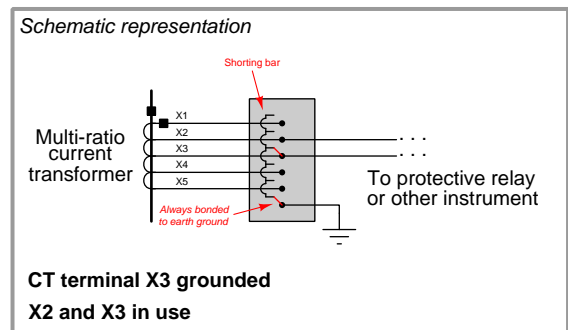 Schematic representation
Shorting bar
X1
X2
X3
X4
X5
Multi-ratio
current
transformer
. . .
. . .
To protective relay
or other instrument
Always bonded
to earth ground
CT terminal X3 grounded
X2 and X3 in use